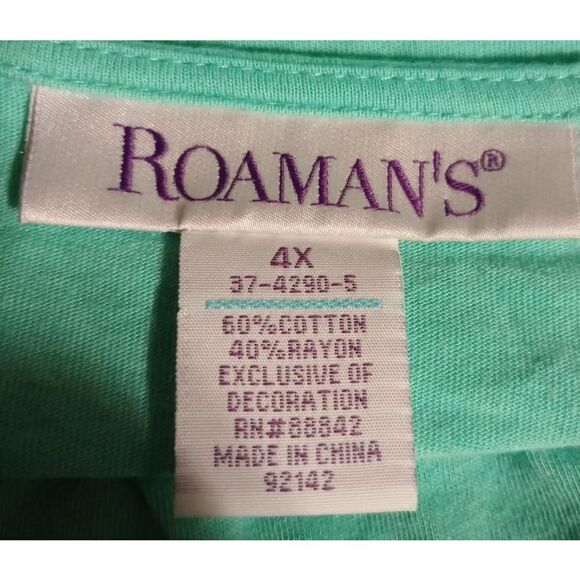 ROAMAN'S®
4X
37-4290-5
60%COTTON
40%RAYON
EXCLUSIVE OF
DECORATION
RN#88842
MADE IN CHINA
92142